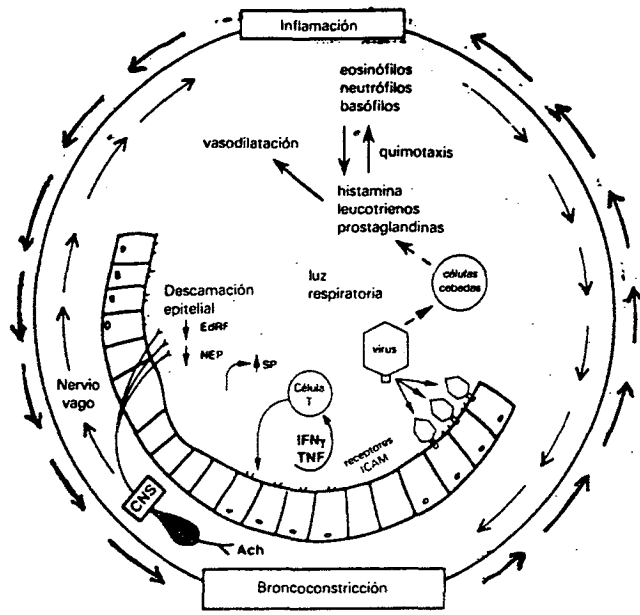 Inflamación
eosinófilos
neutrófilos
basófilos
quimotaxis
vasodilatación
histamina
leucotrienos
prostaglandinas
células
cebadas
luz
respiratoria
Descamación
epitelial
EdRF
NEP
SP
virus
Célula
T
IFNγ
TNF
receptores
ICAM
Nervio
vago
CNS
Ach
Broncoconstricción